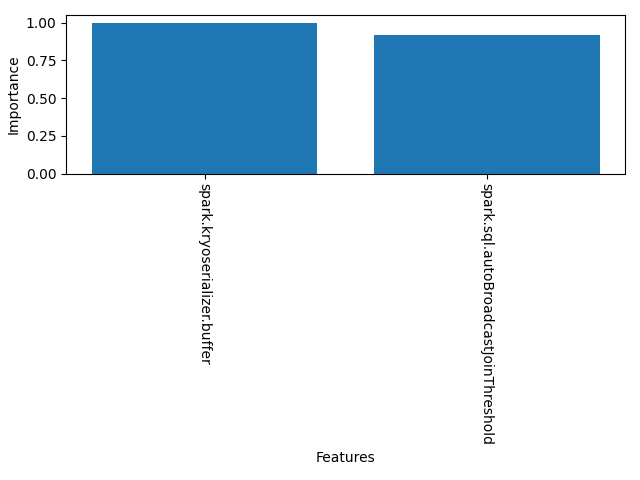 Importance
1.00
0.75
0.50
0.25
0.00
spark.kryoserializer.buffer
spark.sql.autoBroadcastJoinThreshold
Features